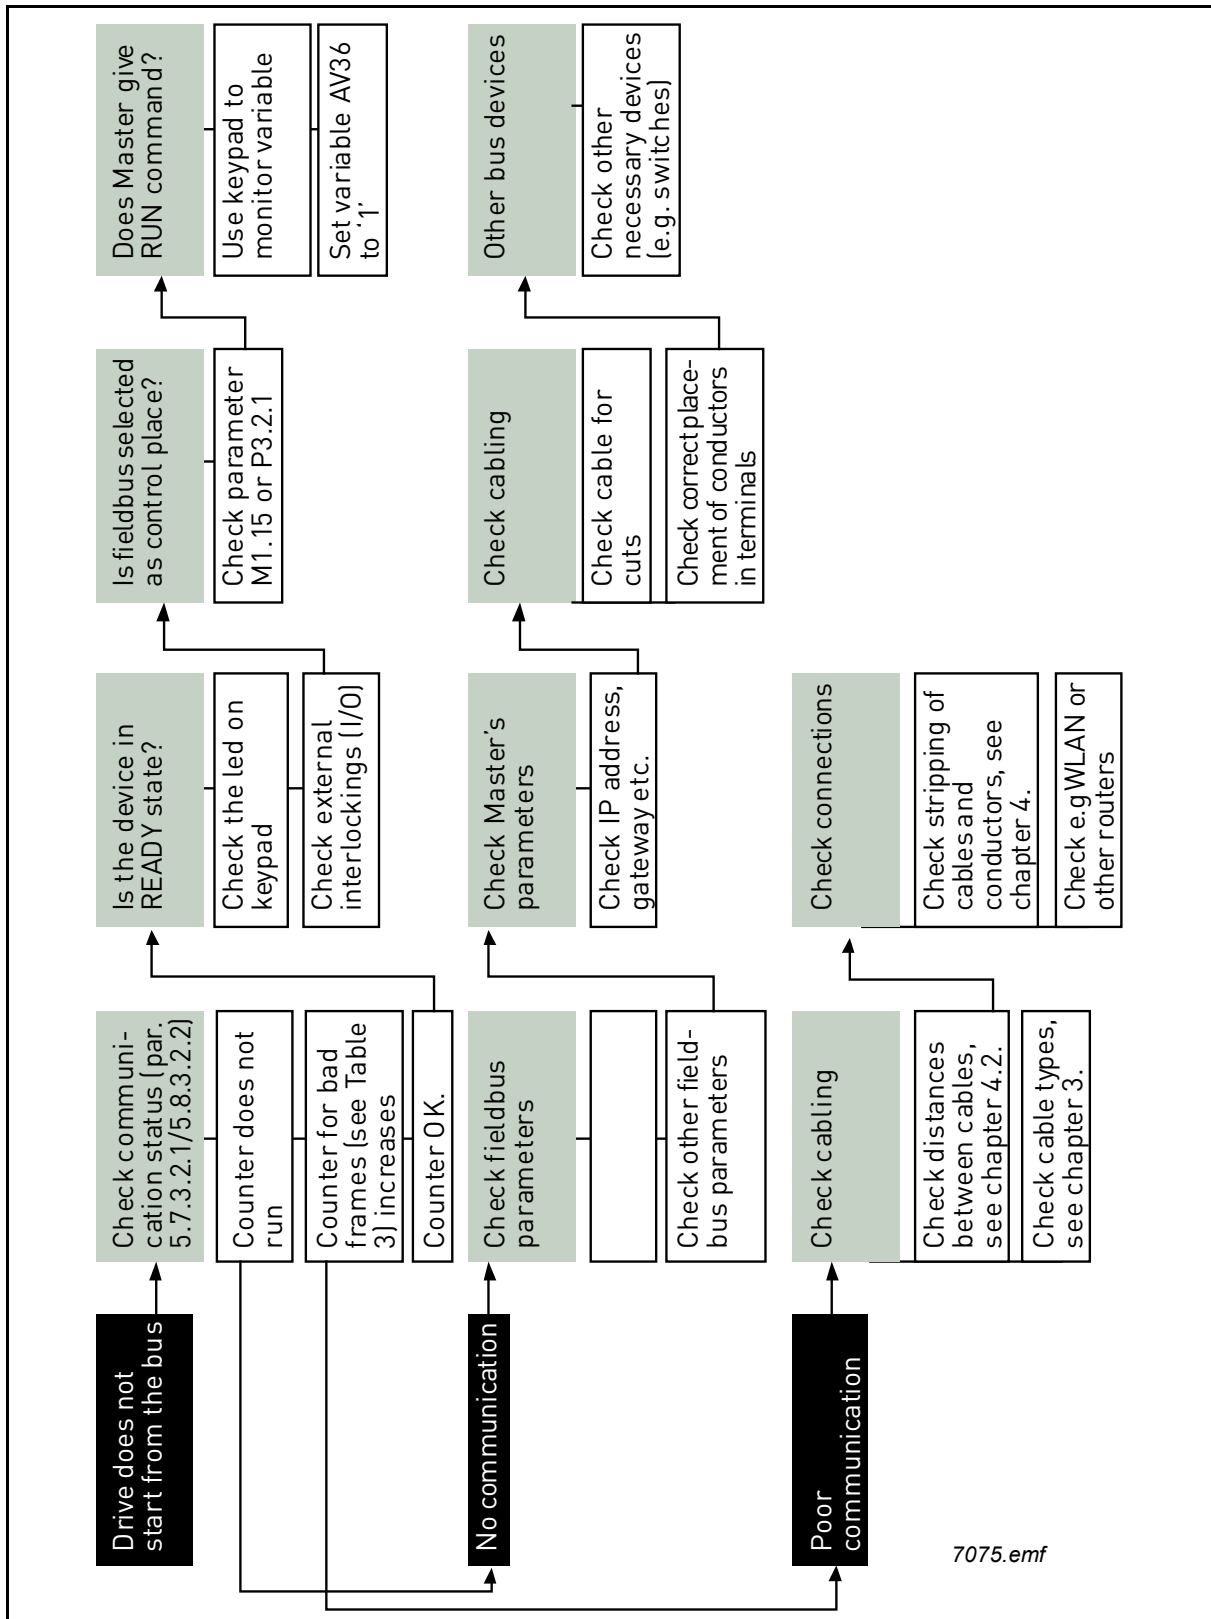 Drive does not
start from the bus
Check communi-
cation status (par.
5.7.3.2.1/5.8.3.2.2)
Counter does not
run
Counter for bad
frames (see Table
3) increases
Counter OK.
Is the device in
READY state?
Check the led on
keypad
Check external
interlockings (I/O)
Is fieldbus selected
as control place?
Check parameter
M1.15 or P3.2.1
Does Master give
RUN command?
Use keypad to
monitor variable
Set variable AV36
to ‘1’
No communication
Check fieldbus
parameters
Check other field-
bus parameters
Check Master’s
parameters
Check IP address,
gateway etc.
Check cabling
Check cable for
cuts
Check correct place-
ment of conductors
in terminals
Other bus devices
Check other
necessary devices
(e.g. switches)
Poor
communication
Check cabling
Check distances
between cables,
see chapter 4.2.
Check cable types,
see chapter 3.
Check connections
Check stripping of
cables and
conductors, see
chapter 4.
Check e.g WLAN or
other routers
7075.emf